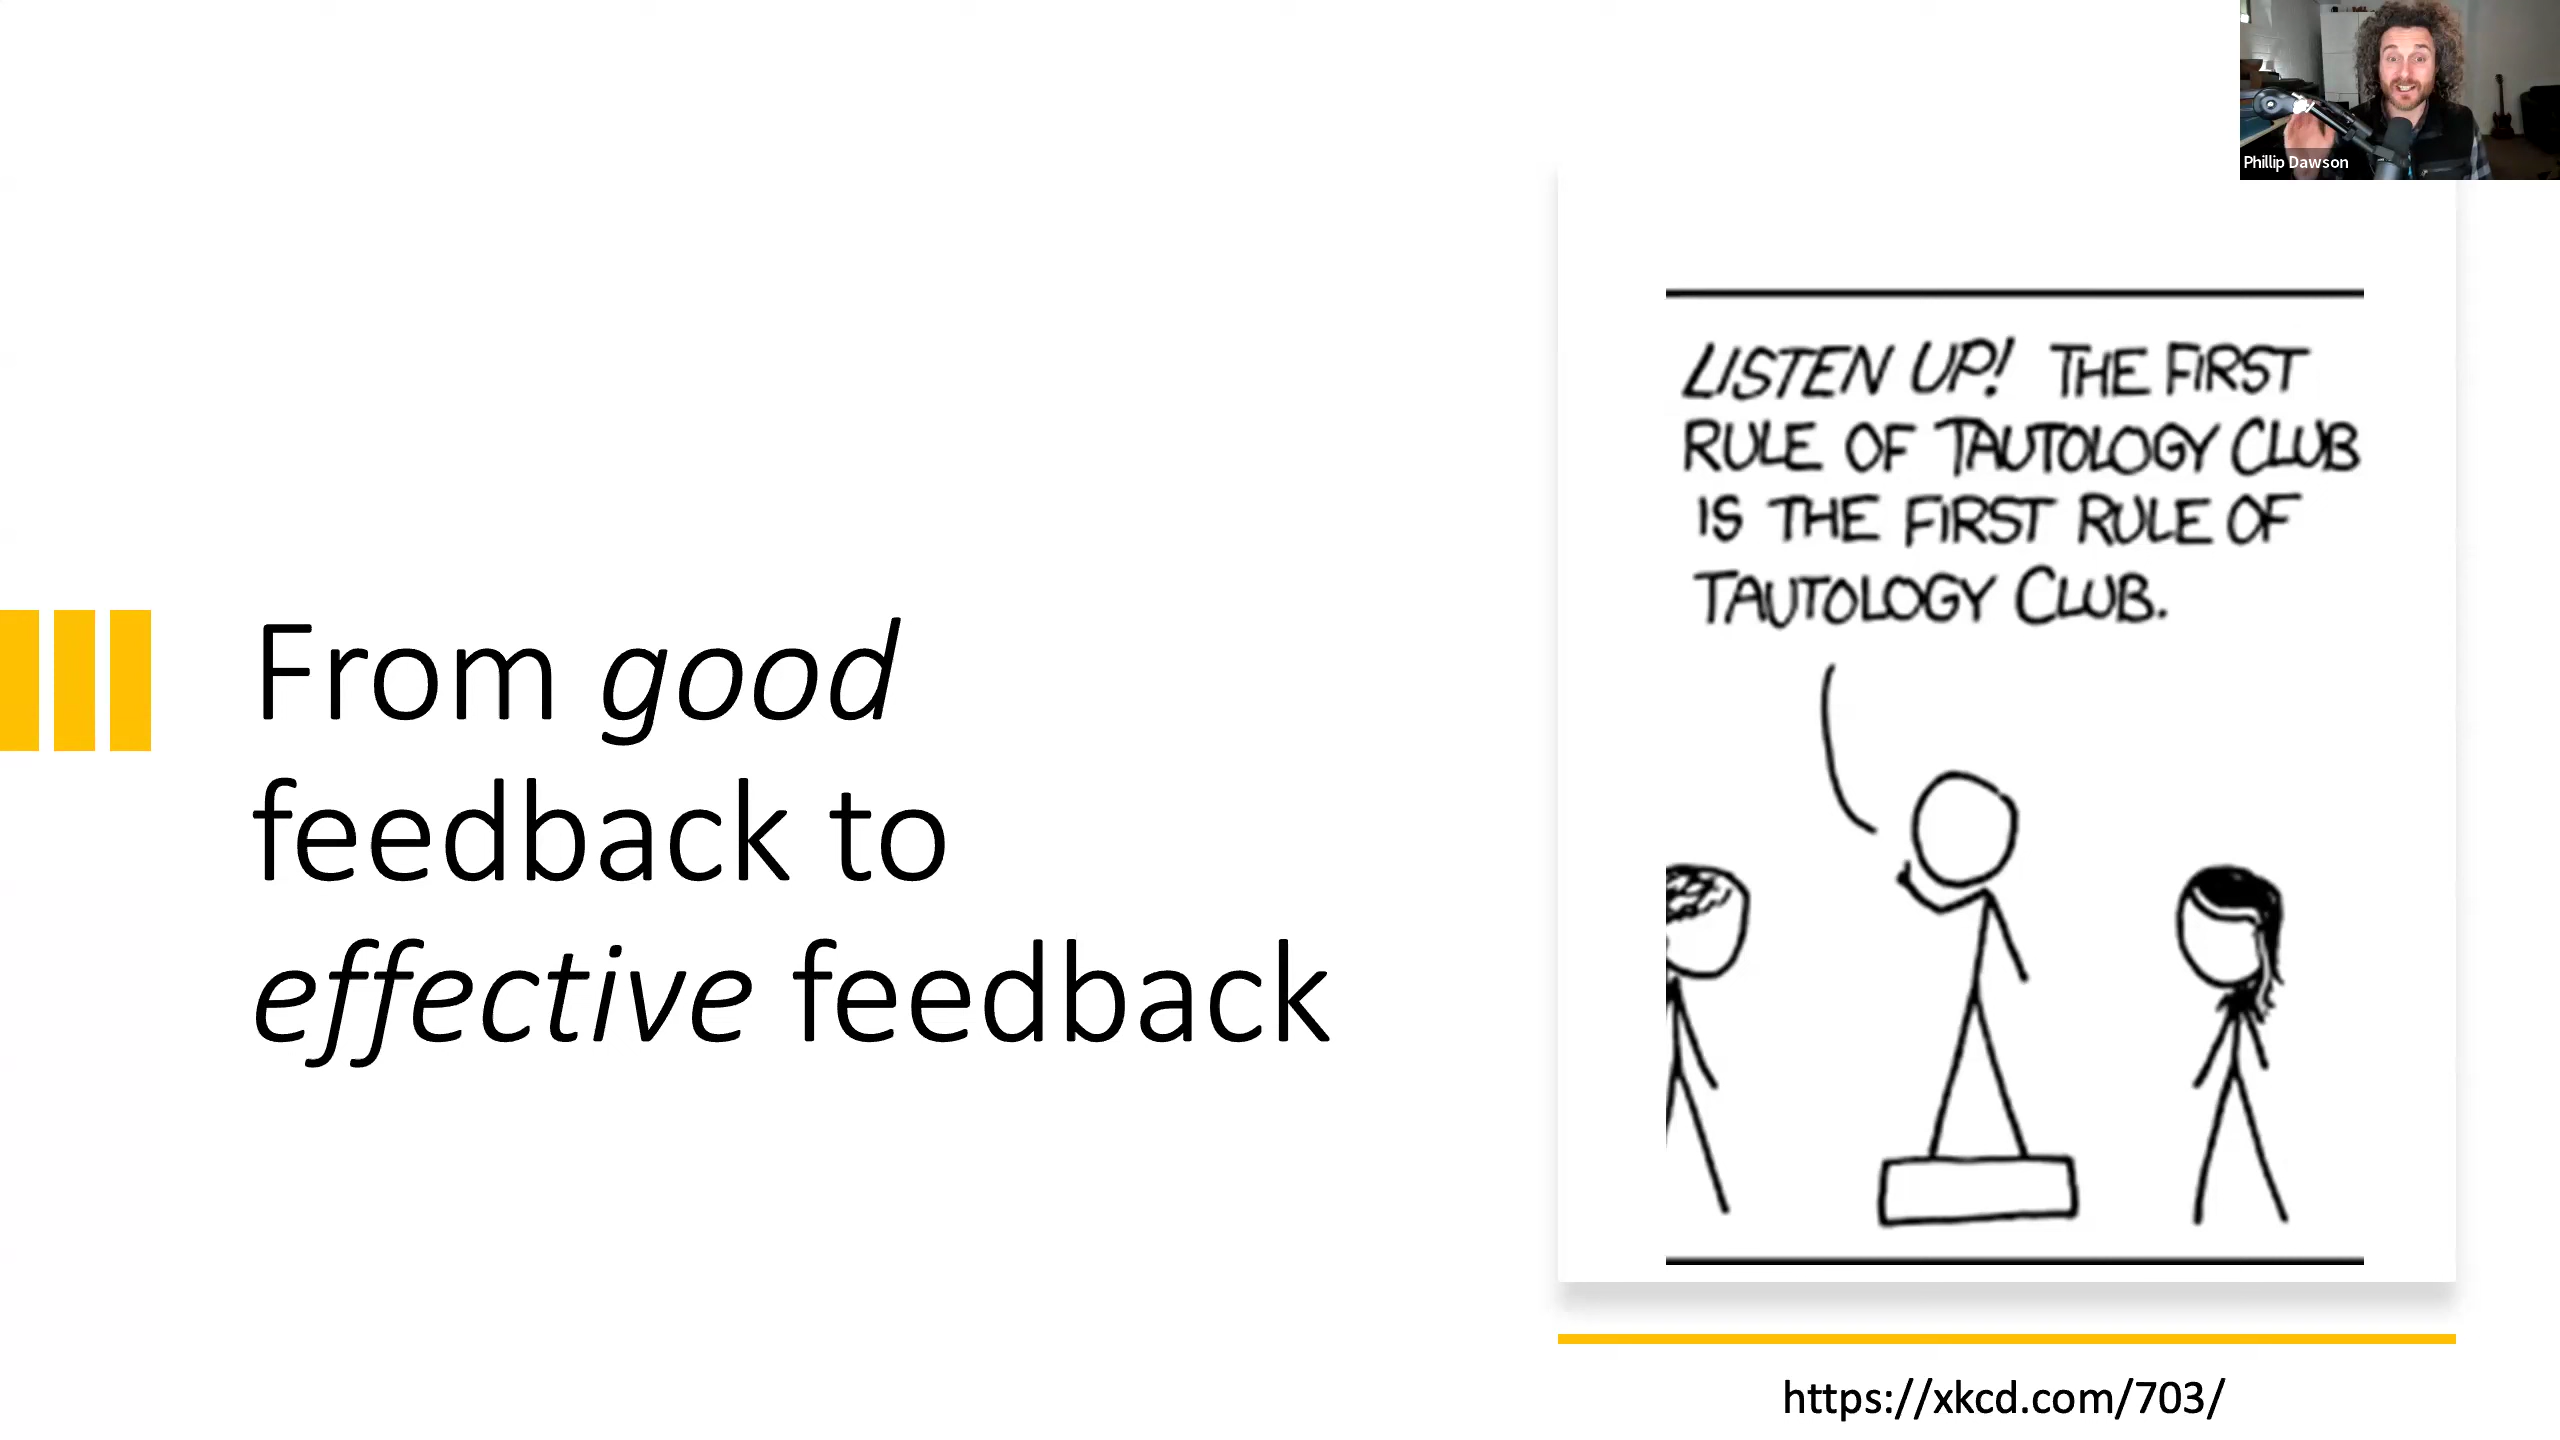 From good
feedback to
effective feedback
Phillip Dawson
LISTEN UP! THE FIRST
RULE OF TAUTOLOGY CLUB
IS THE FIRST RULE OF
TAUTOLOGY CLUB.
https://xkcd.com/703/